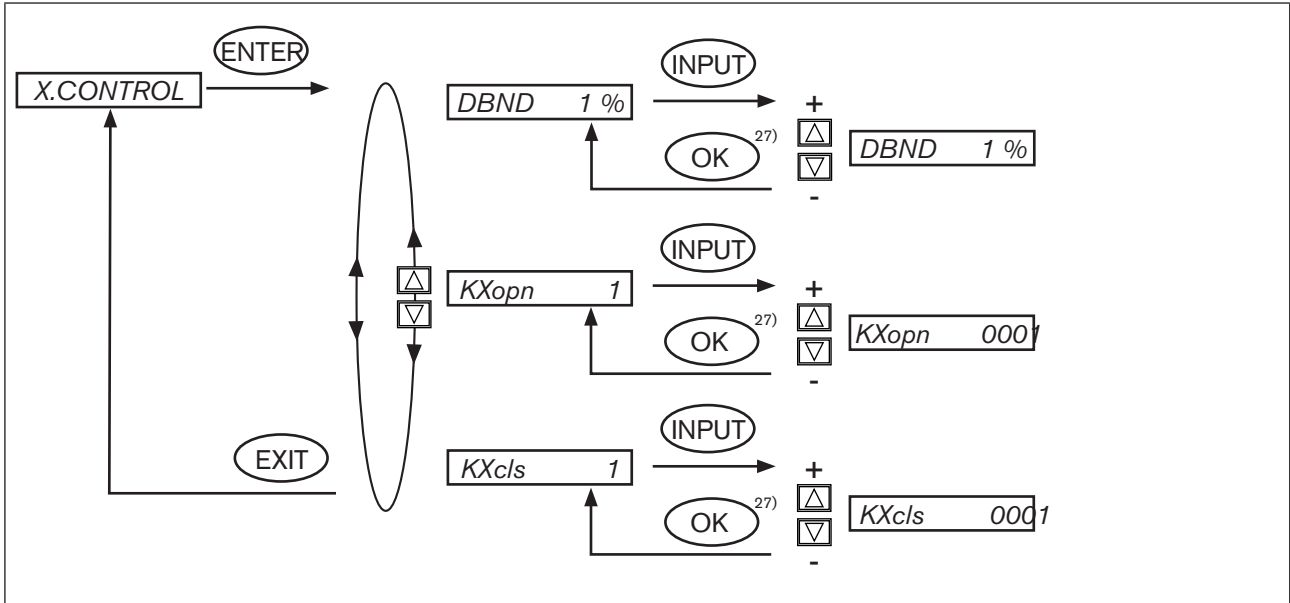 X.CONTROL
ENTER
DBND 1 %
INPUT
OK 27)
+
-
DBND 1 %
KXopn 1
INPUT
OK 27)
+
-
KXopn 0001
EXIT
KXcls 1
INPUT
OK 27)
+
-
KXcls 0001